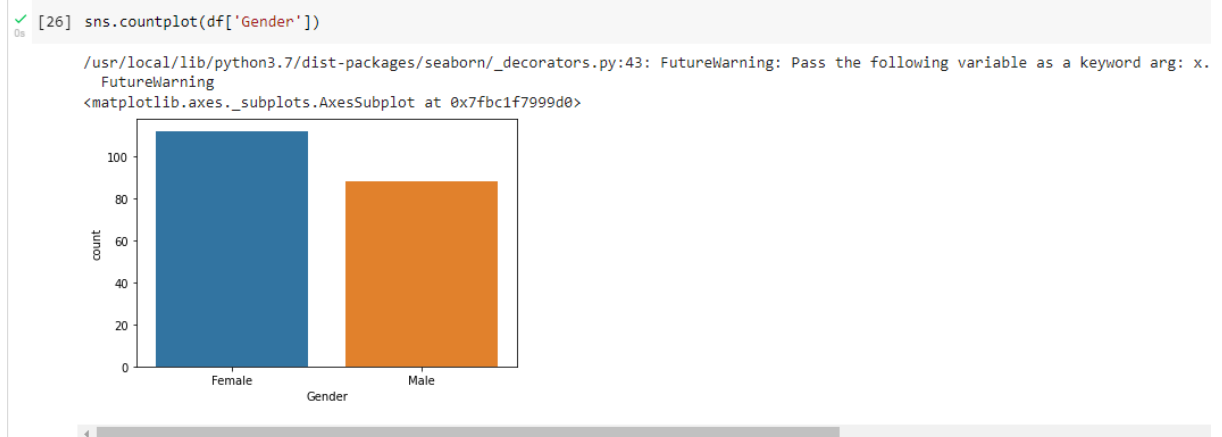 [26] sns.countplot(df['Gender'])
0s
/usr/local/lib/python3.7/dist-packages/seaborn/_decorators.py:43: FutureWarning: Pass the following variable as a keyword arg: x.
FutureWarning
<matplotlib.axes._subplots.AxesSubplot at 0x7fbc1f7999d0>
100
80
60
40
20
0
count
Female Male
Gender